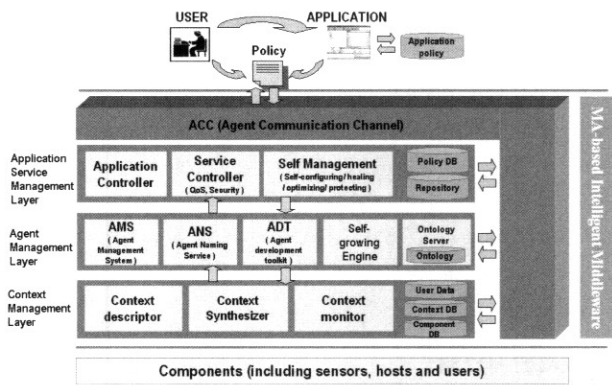 USER
APPLICATION
Policy
Application
policy
ACC (Agent Communication Channel)
Application
Service
Management
Layer
Application
Controller
Service
Controller
( QoS, Security)
Self Management
( Self-configuring/ healing
/ optimizing/ protecting )
Policy DB
Repository
Agent
Management
Layer
AMS
( Agent
Management
System )
ANS
( Agent Naming
Service )
ADT
( Agent
development
toolkit )
Self-
growing
Engine
Ontology
Server
Ontology
Context
Management
Layer
Context
descriptor
Context
Synthesizer
Context
monitor
User Data
Context DB
Component
DB
MA-based Intelligent Middleware
Components (including sensors, hosts and users)